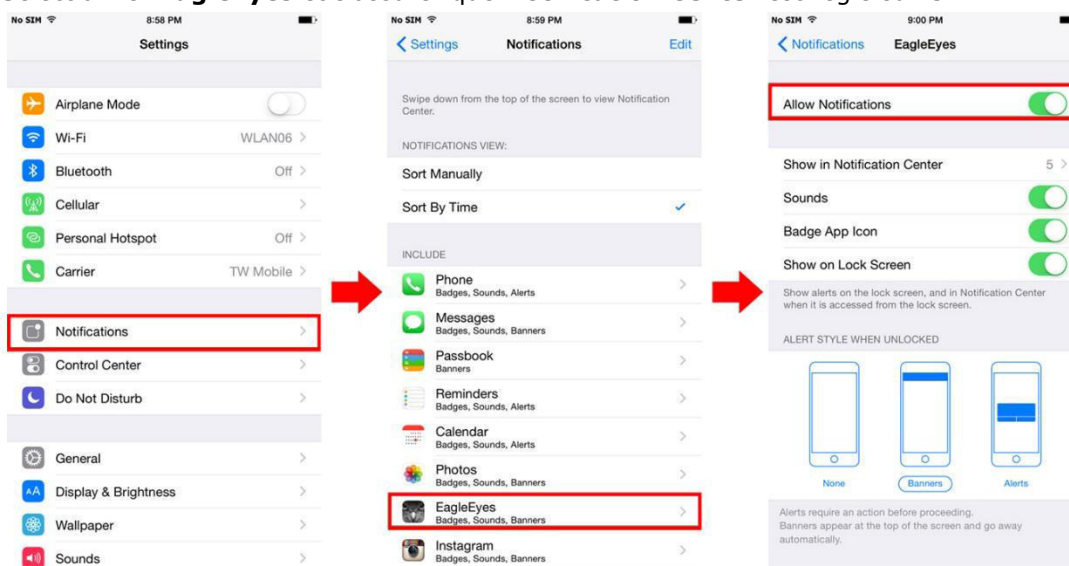 No SIM 8:58 PM
Settings
Airplane Mode
Wi-Fi WLAN06
Bluetooth Off
Cellular
Personal Hotspot Off
Carrier TW Mobile
Notifications
Control Center
Do Not Disturb
General
AA Display & Brightness
Wallpaper
Sounds
No SIM 8:59 PM
Settings Notifications Edit
Swipe down from the top of the screen to view Notification
Center.
NOTIFICATIONS VIEW:
Sort Manually
Sort By Time
INCLUDE
Phone
Badges, Sounds, Alerts
Messages
Badges, Sounds, Banners
Passbook
Banners
Reminders
Badges, Sounds, Alerts
Calendar
Badges, Sounds, Alerts
Photos
Badges, Sounds, Banners
EagleEyes
Badges, Sounds, Banners
Instagram
Badges, Sounds, Banners
No SIM 9:00 PM
Notifications EagleEyes
Allow Notifications
Show in Notification Center 5
Sounds
Badge App Icon
Show on Lock Screen
Show alerts on the lock screen, and in Notification Center
when it is accessed from the lock screen.
ALERT STYLE WHEN UNLOCKED
None Banners Alerts
Alerts require an action before proceeding.
Banners appear at the top of the screen and go away
automatically.